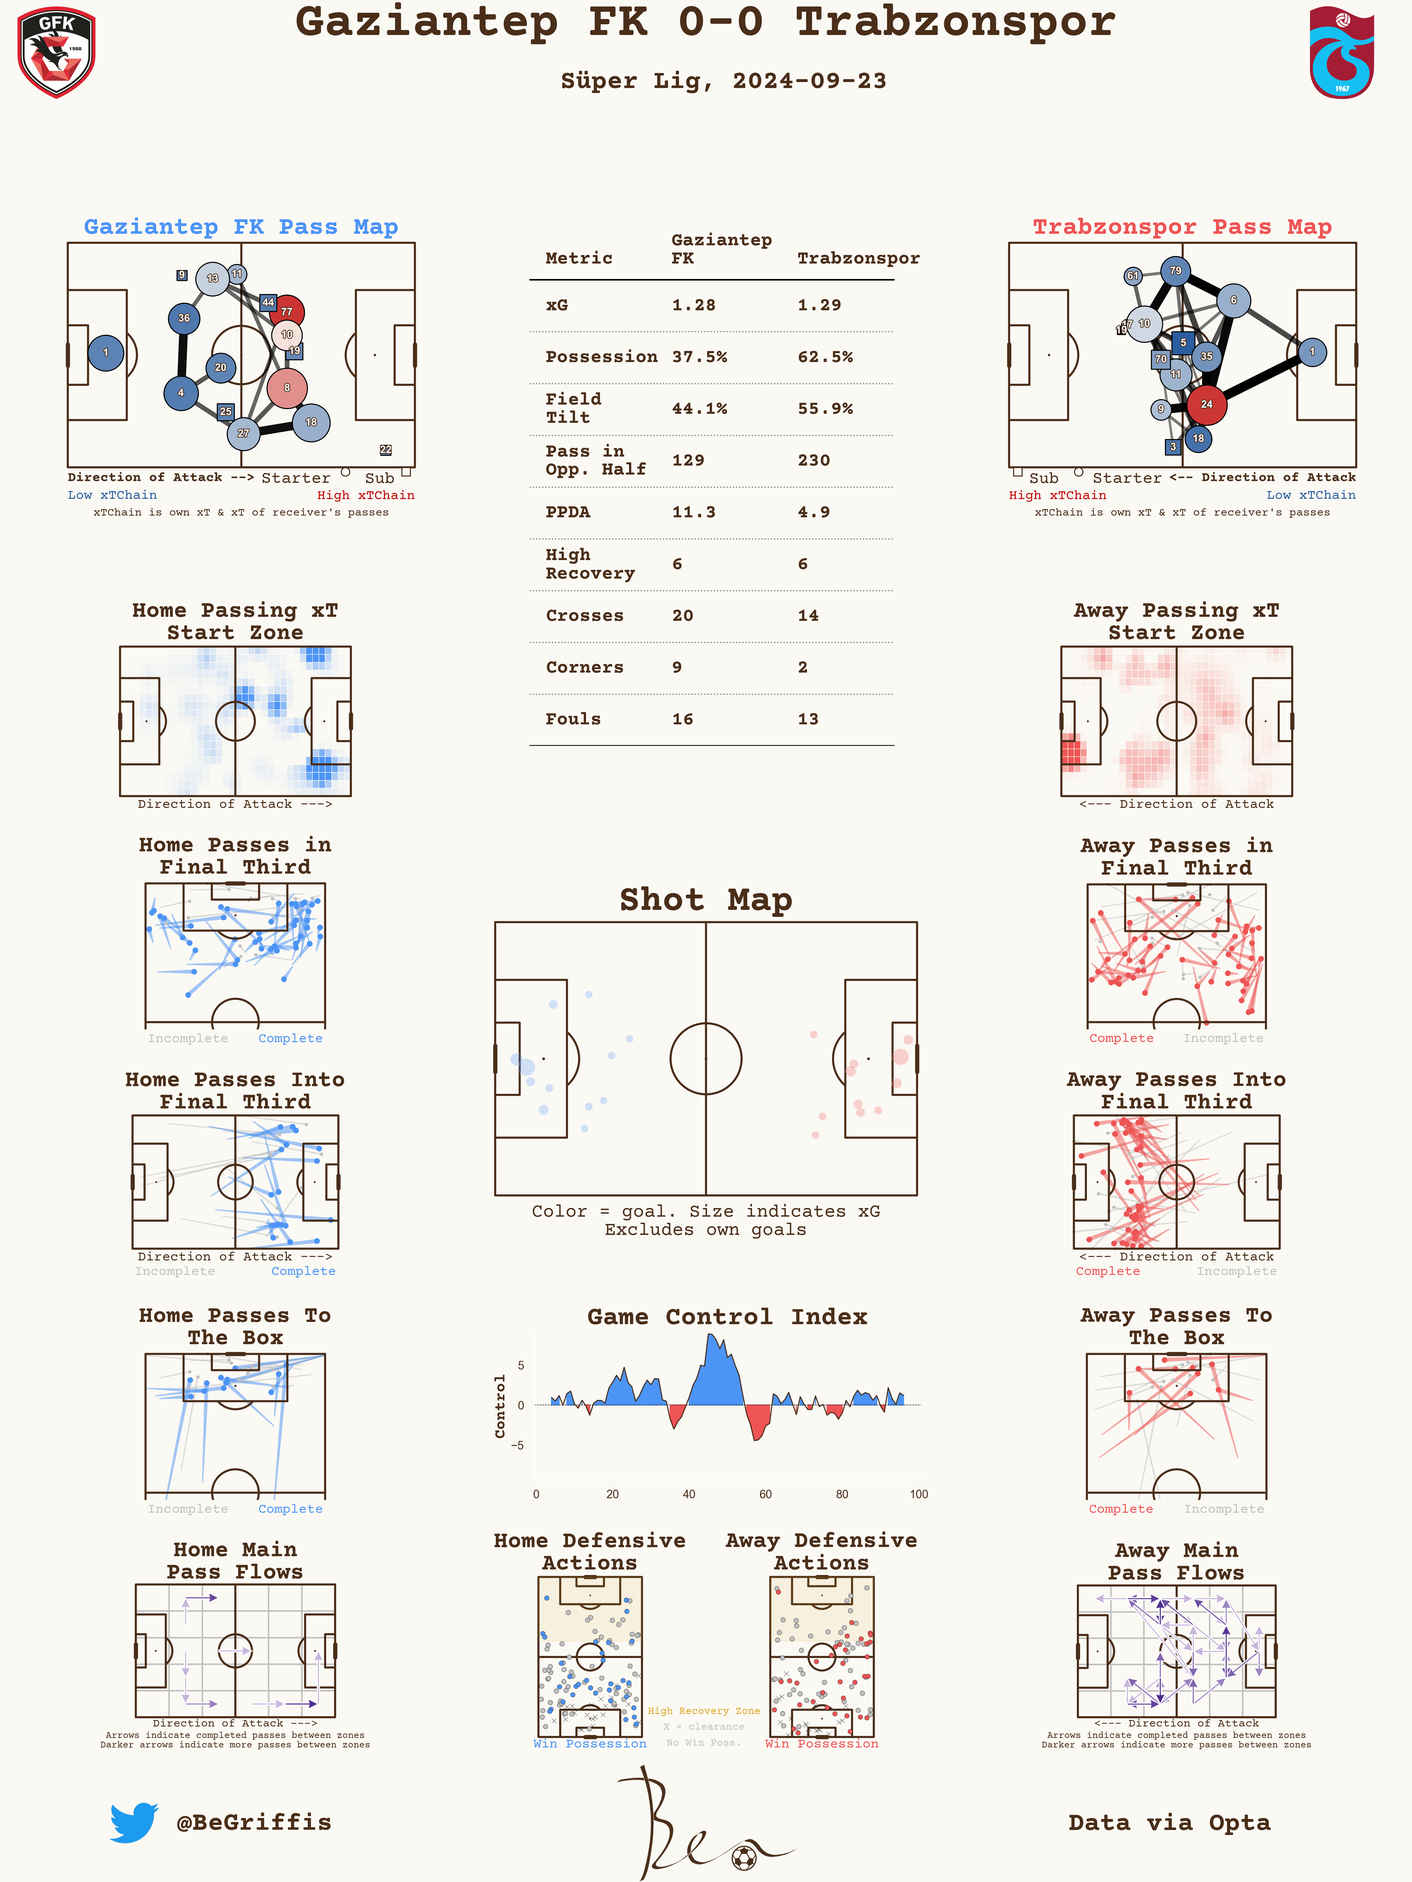 Gaziantep FK 0-0 Trabzonspor
Süper Lig, 2024-09-23
GFK
1988
1967
Gaziantep FK Pass Map
9
13
11
44
77
36
10
19
1
20
4
8
25
18
27
22
Direction of Attack --> Starter Sub
Low xTChain High xTChain
xTChain is own xT & xT of receiver's passes
Metric Gaziantep FK Trabzonspor
xG 1.28 1.29
Possession 37.5% 62.5%
Field Tilt 44.1% 55.9%
Pass in Opp. Half 129 230
PPDA 11.3 4.9
High Recovery 6 6
Crosses 20 14
Corners 9 2
Fouls 16 13
Trabzonspor Pass Map
61
79
6
10
5
1
70
35
11
9
24
18
3
Sub Starter <-- Direction of Attack
High xTChain Low xTChain
xTChain is own xT & xT of receiver's passes
Home Passing xT
Start Zone
Direction of Attack --->
Away Passing xT
Start Zone
<--- Direction of Attack
Home Passes in
Final Third
Incomplete Complete
Away Passes in
Final Third
Complete Incomplete
Shot Map
Color = goal. Size indicates xG
Excludes own goals
Home Passes Into
Final Third
Direction of Attack --->
Incomplete Complete
Away Passes Into
Final Third
<--- Direction of Attack
Complete Incomplete
Home Passes To
The Box
Incomplete Complete
Game Control Index
Control
5
0
−5
0 20 40 60 80 100
Away Passes To
The Box
Complete Incomplete
Home Main
Pass Flows
Direction of Attack --->
Arrows indicate completed passes between zones
Darker arrows indicate more passes between zones
Home Defensive
Actions
Win Possession
High Recovery Zone
X = clearance
No Win Poss.
Away Defensive
Actions
Win Possession
Away Main
Pass Flows
<--- Direction of Attack
Arrows indicate completed passes between zones
Darker arrows indicate more passes between zones
@BeGriffis
Ben
Data via Opta